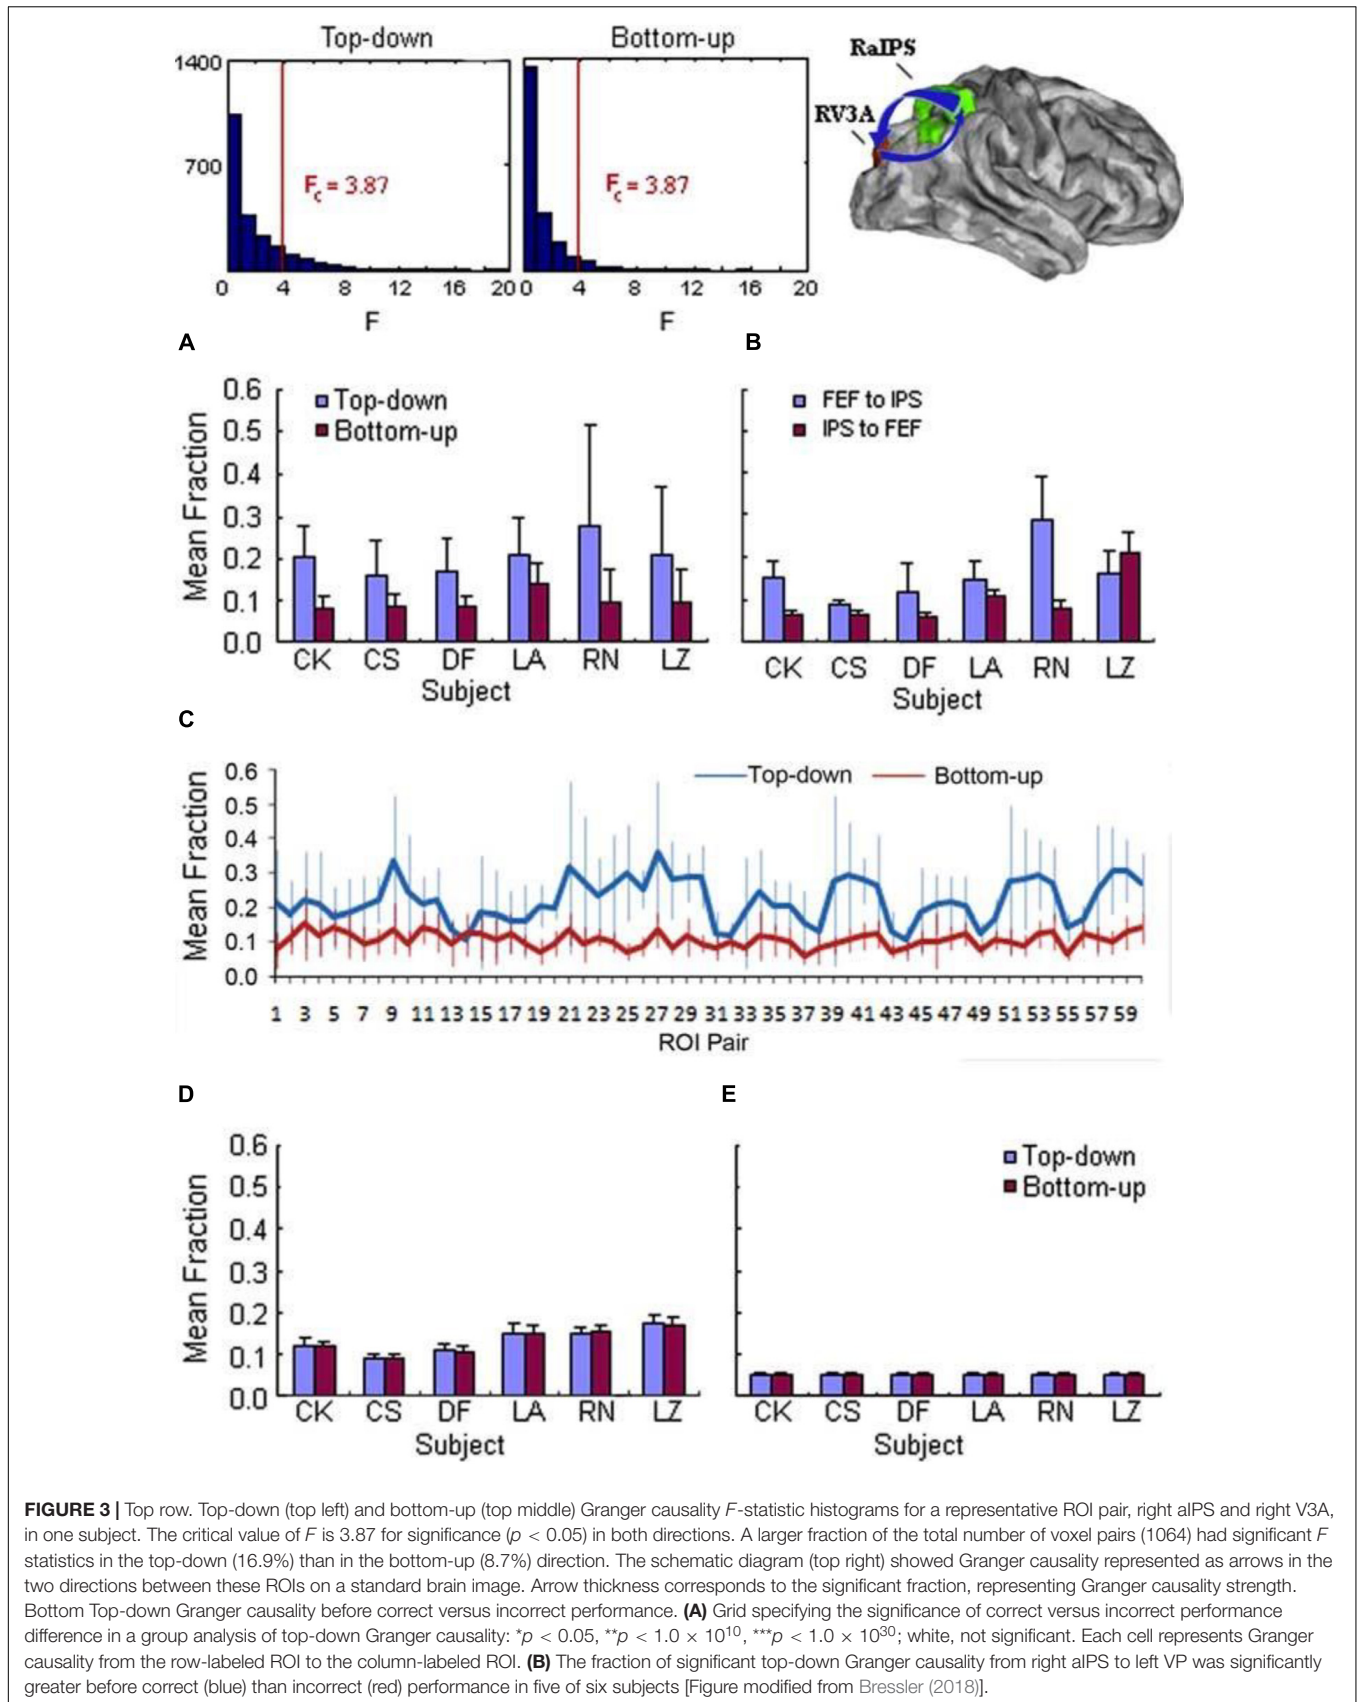 Top-down
Bottom-up
1400
700
F_c = 3.87
F_c = 3.87
0 4 8 12 16 20
0 4 8 12 16 20
F
F
RaIPS
RV3A
A
0.6
0.5
0.4
0.3
0.2
0.1
0.0
Mean Fraction
Top-down
Bottom-up
CK CS DF LA RN LZ
Subject
B
FEF to IPS
IPS to FEF
CK CS DF LA RN LZ
Subject
C
0.6
0.5
0.4
0.3
0.2
0.1
0.0
Mean Fraction
Top-down
Bottom-up
1 3 5 7 9 11 13 15 17 19 21 23 25 27 29 31 33 35 37 39 41 43 45 47 49 51 53 55 57 59
ROI Pair
D
0.6
0.5
0.4
0.3
0.2
0.1
0.0
Mean Fraction
CK CS DF LA RN LZ
Subject
E
Top-down
Bottom-up
CK CS DF LA RN LZ
Subject
FIGURE 3 | Top row. Top-down (top left) and bottom-up (top middle) Granger causality F-statistic histograms for a representative ROI pair, right aIPS and right V3A,
in one subject. The critical value of F is 3.87 for significance (p < 0.05) in both directions. A larger fraction of the total number of voxel pairs (1064) had significant F
statistics in the top-down (16.9%) than in the bottom-up (8.7%) direction. The schematic diagram (top right) showed Granger causality represented as arrows in the
two directions between these ROIs on a standard brain image. Arrow thickness corresponds to the significant fraction, representing Granger causality strength.
Bottom Top-down Granger causality before correct versus incorrect performance. (A) Grid specifying the significance of correct versus incorrect performance
difference in a group analysis of top-down Granger causality: *p < 0.05, **p < 1.0 × 10¹⁰, ***p < 1.0 × 10³⁰; white, not significant. Each cell represents Granger
causality from the row-labeled ROI to the column-labeled ROI. (B) The fraction of significant top-down Granger causality from right aIPS to left VP was significantly
greater before correct (blue) than incorrect (red) performance in five of six subjects [Figure modified from Bressler (2018)].